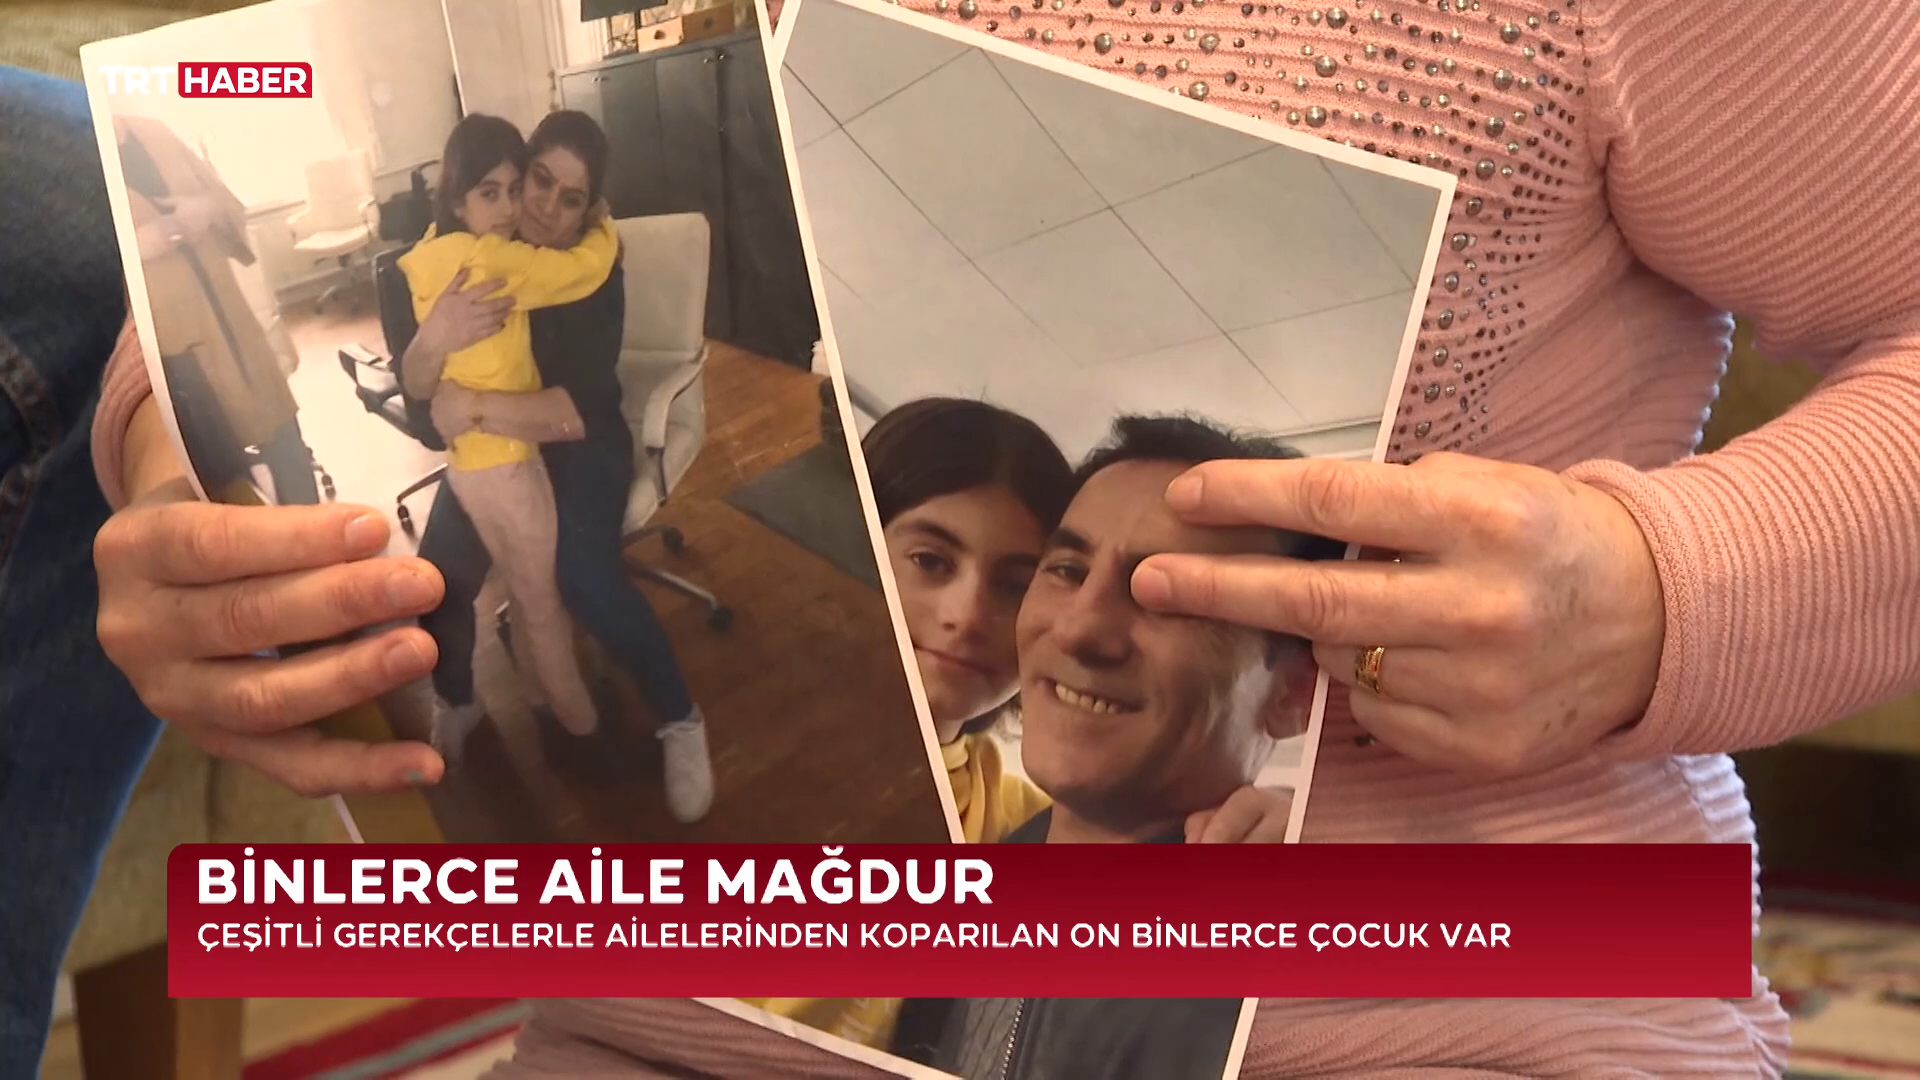 TRT HABER
BİNLERCE AİLE MAĞDUR
ÇEŞİTLİ GEREKÇELERLE AİLELERİNDEN KOPARILAN ON BİNLERCE ÇOCUK VAR